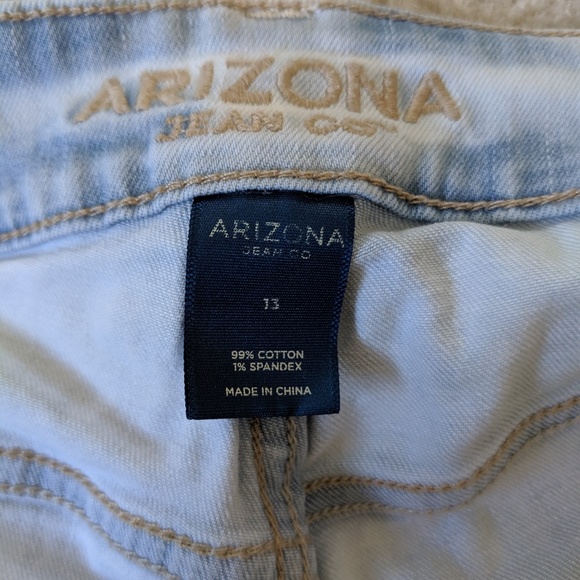 ARIZONA
JEAN CO
ARIZONA
JEAN CO
13
99% COTTON
1% SPANDEX
MADE IN CHINA